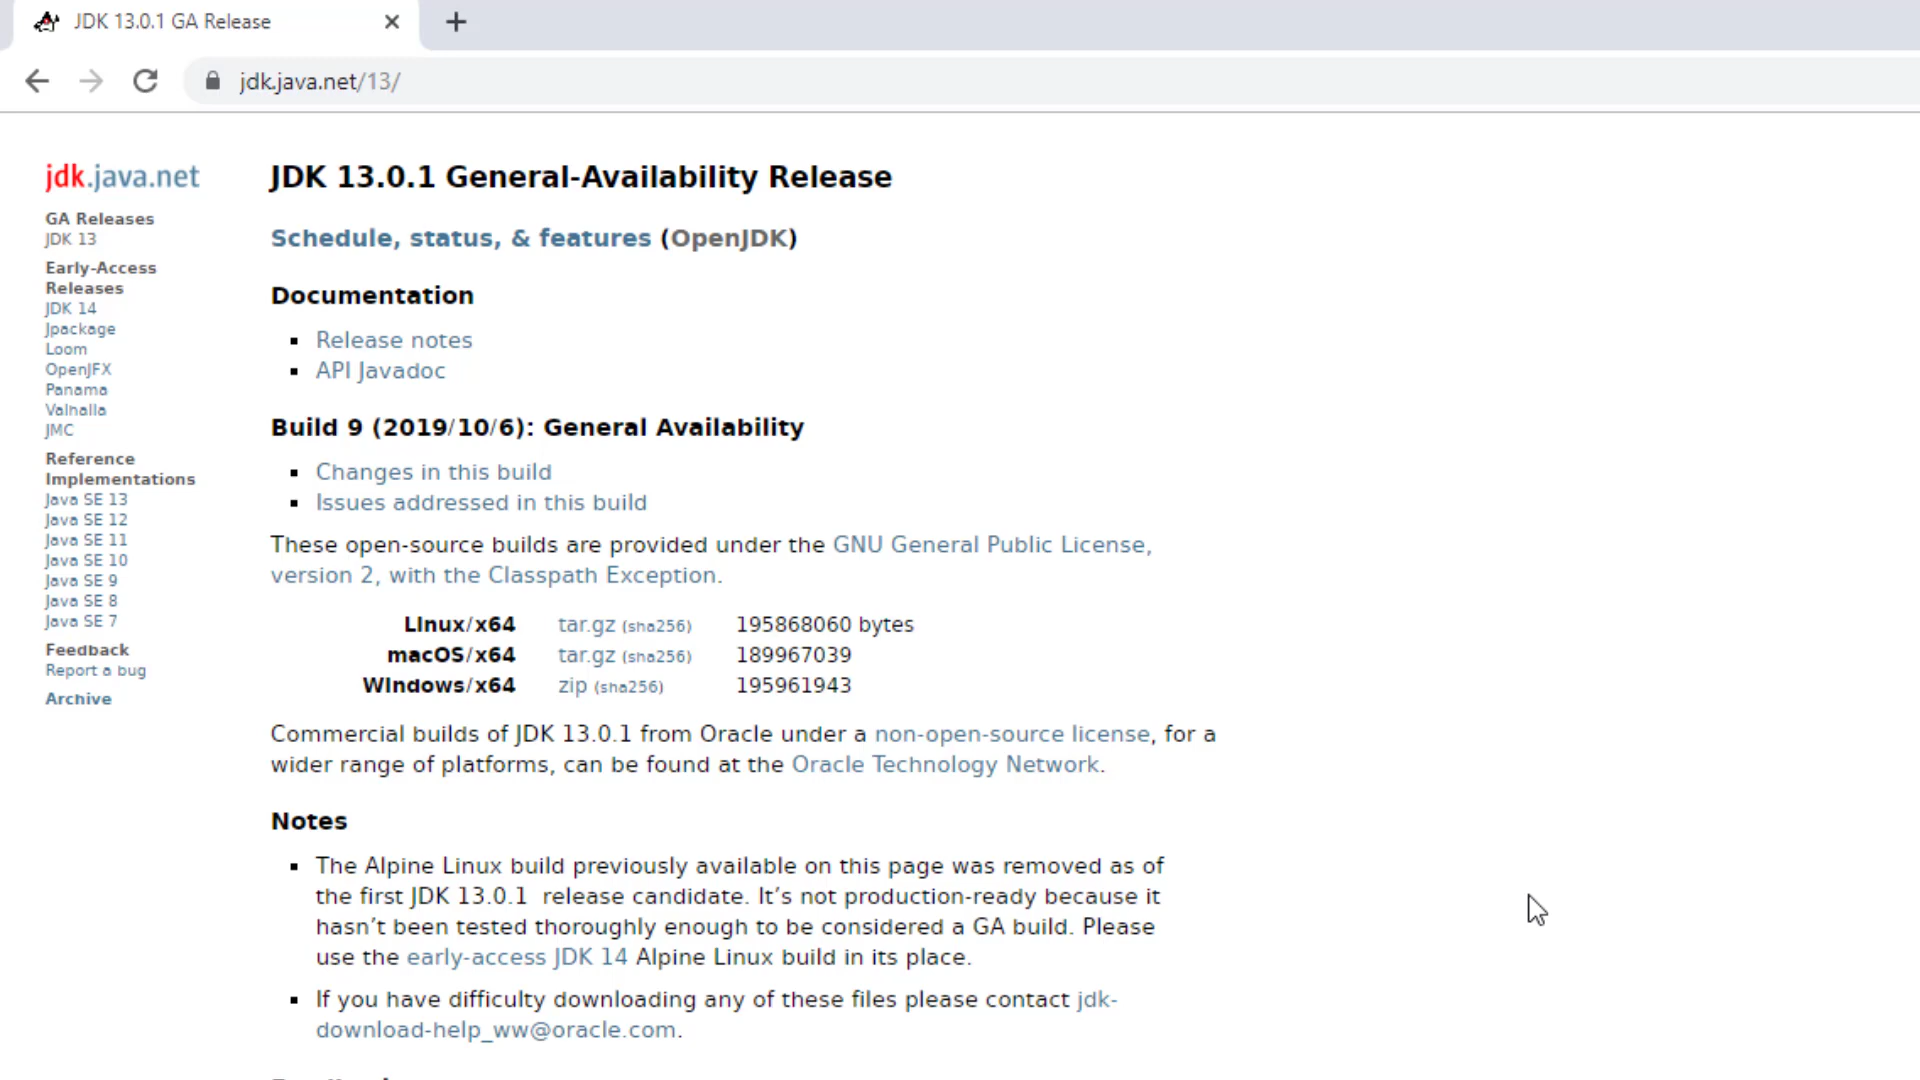 JDK 13.0.1 GA Release
jdk.java.net/13/
jdk.java.net
GA Releases
JDK 13
Early-Access
Releases
JDK 14
Jpackage
Loom
OpenJFX
Panama
Valhalla
JMC
Reference
Implementations
Java SE 13
Java SE 12
Java SE 11
Java SE 10
Java SE 9
Java SE 8
Java SE 7
Feedback
Report a bug
Archive
JDK 13.0.1 General-Availability Release
Schedule, status, & features (OpenJDK)
Documentation
Release notes
API Javadoc
Build 9 (2019/10/6): General Availability
Changes in this build
Issues addressed in this build
These open-source builds are provided under the GNU General Public License,
version 2, with the Classpath Exception.
Linux/x64 tar.gz (sha256) 195868060 bytes
macOS/x64 tar.gz (sha256) 189967039
Windows/x64 zip (sha256) 195961943
Commercial builds of JDK 13.0.1 from Oracle under a non-open-source license, for a
wider range of platforms, can be found at the Oracle Technology Network.
Notes
The Alpine Linux build previously available on this page was removed as of
the first JDK 13.0.1 release candidate. It’s not production-ready because it
hasn’t been tested thoroughly enough to be considered a GA build. Please
use the early-access JDK 14 Alpine Linux build in its place.
If you have difficulty downloading any of these files please contact jdk-
download-help_ww@oracle.com.